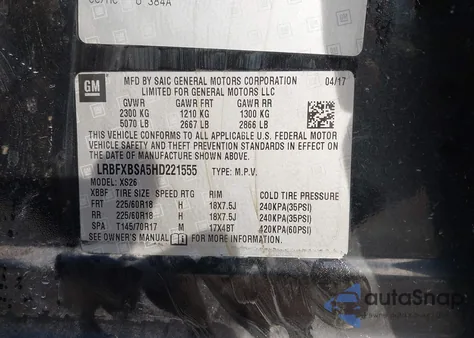 U 384A
GM
MFD BY SAIC GENERAL MOTORS CORPORATION 04/17
LIMITED FOR GENERAL MOTORS LLC
GVWR GAWR FRT GAWR RR
2300 KG 1210 KG 1300 KG
5070 LB 2667 LB 2866 LB
THIS VEHICLE CONFORMS TO ALL APPLICABLE U.S. FEDERAL MOTOR
VEHICLE SAFETY AND THEFT PREVENTION STANDARDS IN EFFECT ON
THE DATE OF MANUFACTURE SHOWN ABOVE.
LRBFXBSA5HD221555 TYPE: M.P.V.
MODEL: XS26
XBBF TIRE SIZE SPEED RTG RIM COLD TIRE PRESSURE
FRT 225/60R18 H 18X7.5J 240KPA(35PSI)
RR 225/60R18 H 18X7.5J 240KPA(35PSI)
SPA T145/70R17 M 17X4BT 420KPA(60PSI)
SEE OWNER'S MANUAL FOR MORE INFORMATION.
autoSnap